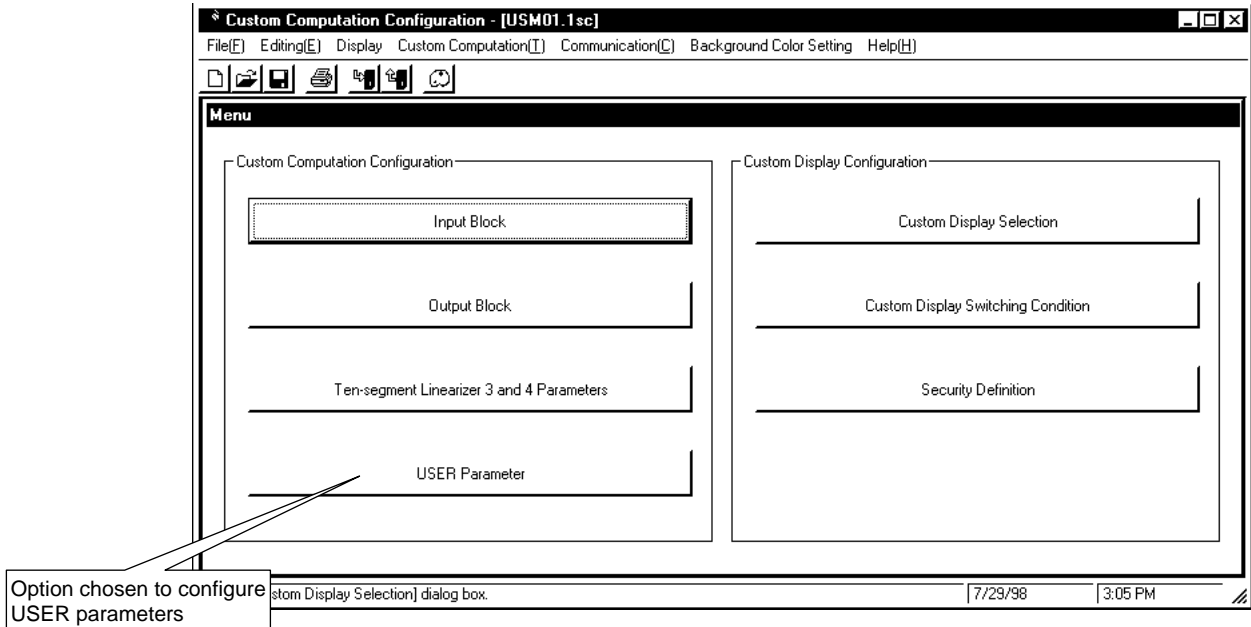 Custom Computation Configuration - [USM01.1sc]
File(F) Editing(E) Display Custom Computation(T) Communication(C) Background Color Setting Help(H)
Menu
Custom Computation Configuration
Custom Display Configuration
Input Block
Custom Display Selection
Output Block
Custom Display Switching Condition
Ten-segment Linearizer 3 and 4 Parameters
Security Definition
USER Parameter
Option chosen to configure
USER parameters
stom Display Selection] dialog box.
7/29/98
3:05 PM